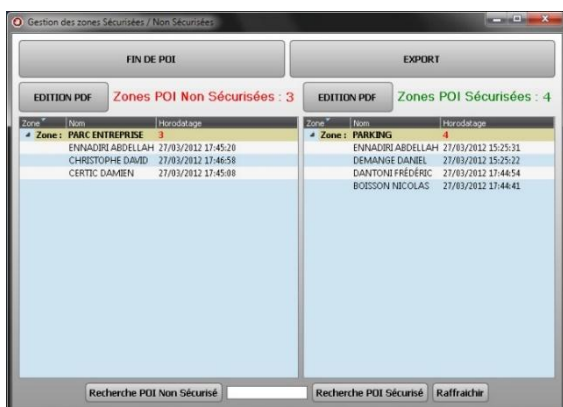 Gestion des zones Sécurisées / Non Sécurisées
FIN DE POI
EXPORT
EDITION PDF
Zones POI Non Sécurisées : 3
EDITION PDF
Zones POI Sécurisées : 4
Zone Nom Horodatage
Zone : PARC ENTREPRISE 3
ENNADIRI ABDELLAH 27/03/2012 17:45:20
CHRISTOPHE DAVID 27/03/2012 17:46:58
CERTIC DAMIEN 27/03/2012 17:45:08
Zone Nom Horodatage
Zone : PARKING 4
ENNADIRI ABDELLAH 27/03/2012 15:25:31
DEMANGE DANIEL 27/03/2012 15:25:22
DANTONI FRÉDÉRIC 27/03/2012 17:44:54
BOISSON NICOLAS 27/03/2012 17:44:41
Recherche POI Non Sécurisé
Recherche POI Sécurisé
Raffraichir